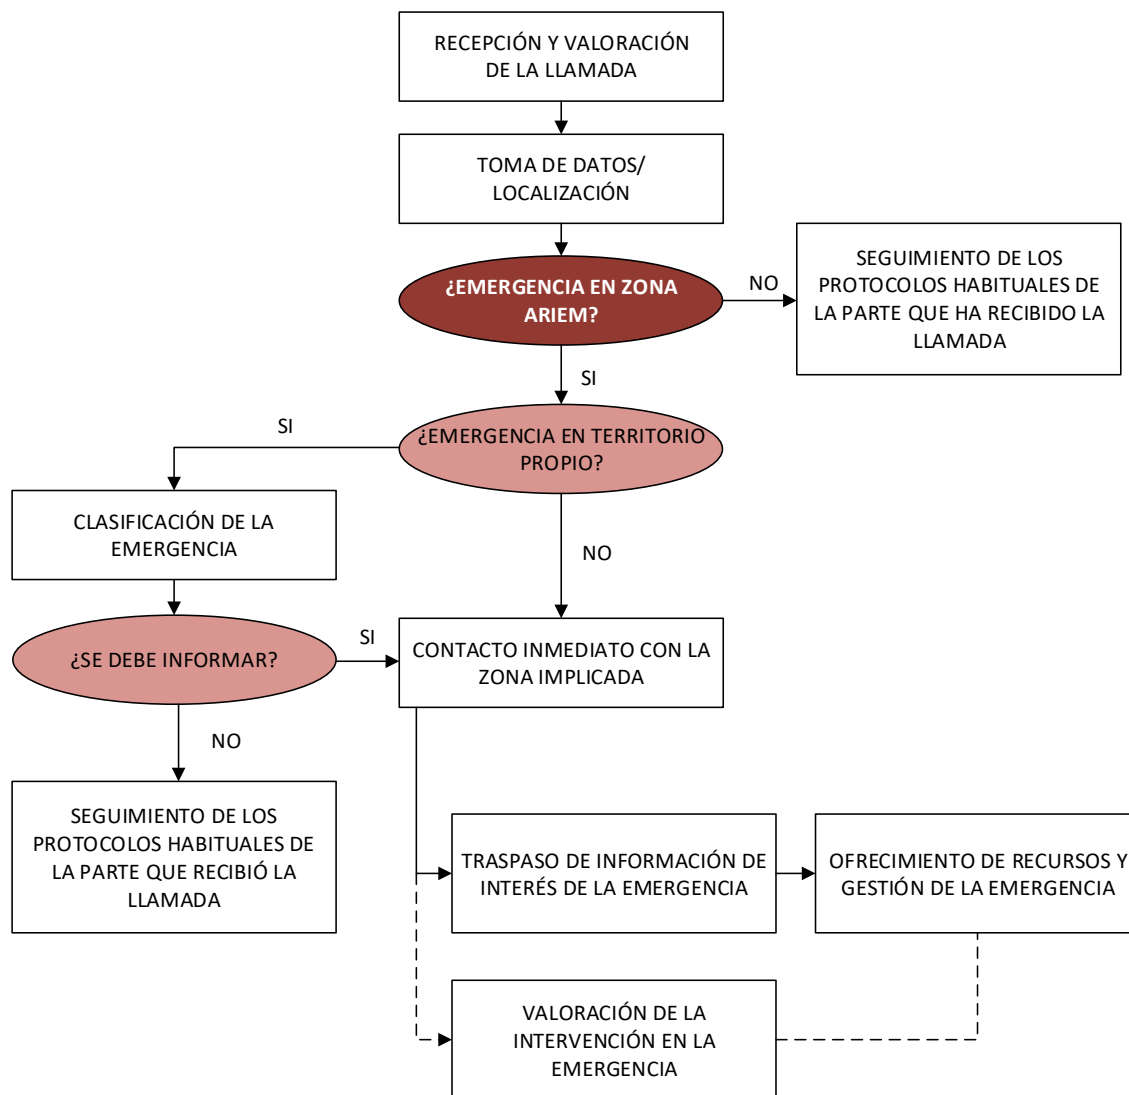 RECEPCIÓN Y VALORACIÓN
DE LA LLAMADA
TOMA DE DATOS/
LOCALIZACIÓN
¿EMERGENCIA EN ZONA
ARIEM?
NO
SEGUIMIENTO DE LOS
PROTOCOLOS HABITUALES DE
LA PARTE QUE HA RECIBIDO LA
LLAMADA
SI
¿EMERGENCIA EN TERRITORIO
PROPIO?
SI
CLASIFICACIÓN DE LA
EMERGENCIA
NO
¿SE DEBE INFORMAR?
SI
CONTACTO INMEDIATO CON LA
ZONA IMPLICADA
NO
SEGUIMIENTO DE LOS
PROTOCOLOS HABITUALES DE
LA PARTE QUE RECIBIÓ LA
LLAMADA
TRASPASO DE INFORMACIÓN DE
INTERÉS DE LA EMERGENCIA
OFRECIMIENTO DE RECURSOS Y
GESTIÓN DE LA EMERGENCIA
VALORACIÓN DE LA
INTERVENCIÓN EN LA
EMERGENCIA